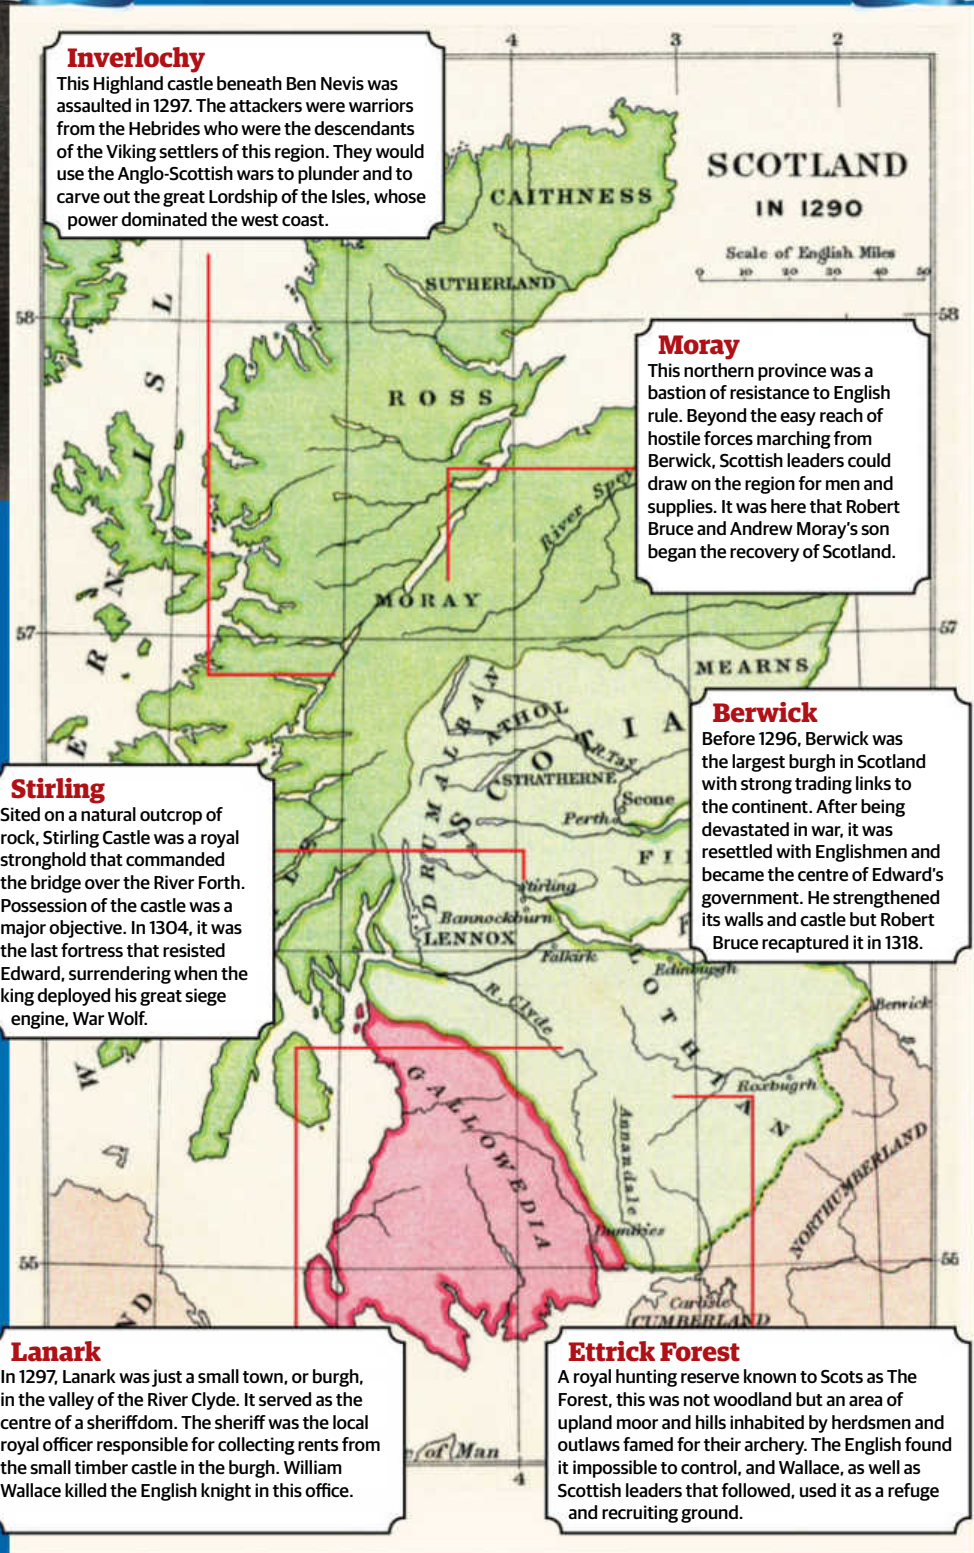 Inverlochy
This Highland castle beneath Ben Nevis was
assaulted in 1297. The attackers were warriors
from the Hebrides who were the descendants
of the Viking settlers of this region. They would
use the Anglo-Scottish wars to plunder and to
carve out the great Lordship of the Isles, whose
power dominated the west coast.
4 3 2
SCOTLAND
IN 1290
Scale of English Miles
0 10 20 30 40 50
CAITHNESS
SUTHERLAND
58 58
ROSS
Moray
This northern province was a
bastion of resistance to English
rule. Beyond the easy reach of
hostile forces marching from
Berwick, Scottish leaders could
draw on the region for men and
supplies. It was here that Robert
Bruce and Andrew Moray's son
began the recovery of Scotland.
River Spey
MORAY
57 57
W ERN ISL
MEARNS
ATHOL
DRUMALBAN
SCOTIA
R. Tay
STRATHERNE
Scone
Perth
FI
Berwick
Before 1296, Berwick was
the largest burgh in Scotland
with strong trading links to
the continent. After being
devastated in war, it was
resettled with Englishmen and
became the centre of Edward's
government. He strengthened
its walls and castle but Robert
Bruce recaptured it in 1318.
Stirling
Sited on a natural outcrop of
rock, Stirling Castle was a royal
stronghold that commanded
the bridge over the River Forth.
Possession of the castle was a
major objective. In 1304, it was
the last fortress that resisted
Edward, surrendering when the
king deployed his great siege
engine, War Wolf.
Stirling
Bannockburn
LENNOX
Falkirk
Edinburgh
LOTHIAN
R. Clyde
Berwick
Roxbugrh
GALLOWEDIA
Annandale
NORTHUMBERLAND
Dumfries
55 55
Carlisle
CUMBERLAND
ND
Lanark
In 1297, Lanark was just a small town, or burgh,
in the valley of the River Clyde. It served as the
centre of a sheriffdom. The sheriff was the local
royal officer responsible for collecting rents from
the small timber castle in the burgh. William
Wallace killed the English knight in this office.
of Man
4
Ettrick Forest
A royal hunting reserve known to Scots as The
Forest, this was not woodland but an area of
upland moor and hills inhabited by herdsmen and
outlaws famed for their archery. The English found
it impossible to control, and Wallace, as well as
Scottish leaders that followed, used it as a refuge
and recruiting ground.